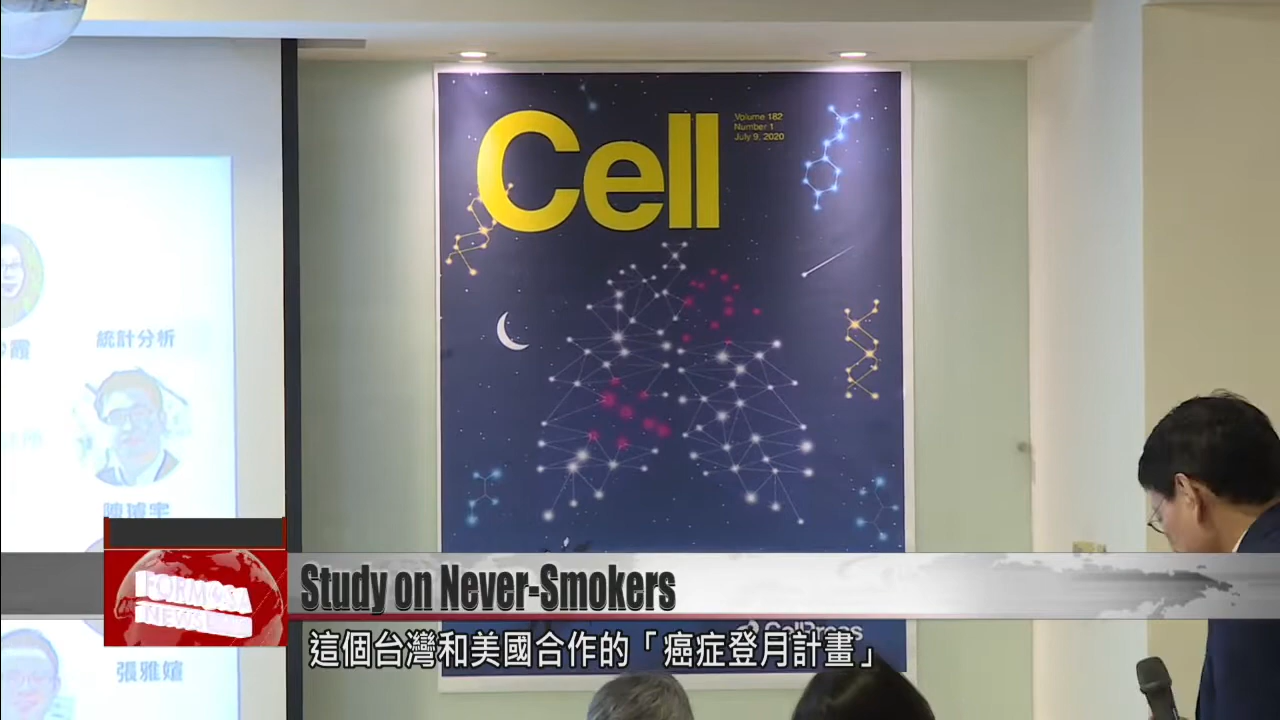 Cell
Volume 182
Number 1
July 9, 2020
統計分析
張雅媗
FORMOSA
NEWS
Study on Never-Smokers
CellPress
這個台灣和美國合作的「癌症登月計畫」